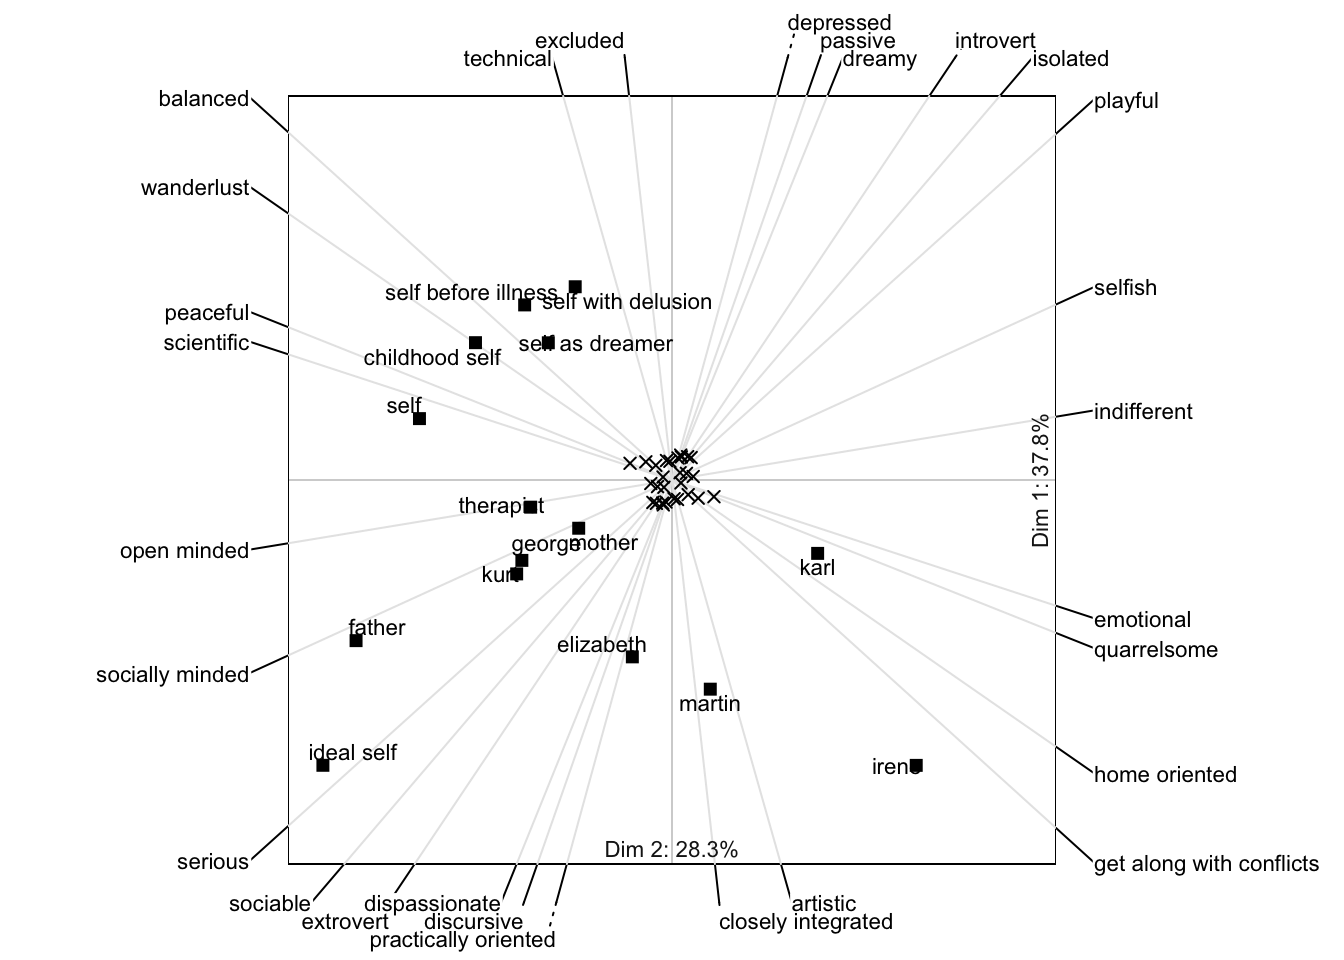 depressed
excluded
passive
introvert
technical
dreamy
isolated
balanced
playful
wanderlust
selfish
self before illness
self with delusion
peaceful
scientific
self as dreamer
childhood self
self
indifferent
Dim 1: 37.8%
therapist
george
mother
open minded
kurt
karl
father
emotional
elizabeth
quarrelsome
socially minded
martin
ideal self
irene
home oriented
Dim 2: 28.3%
serious
get along with conflicts
sociable
dispassionate
artistic
extrovert
discursive
closely integrated
practically oriented